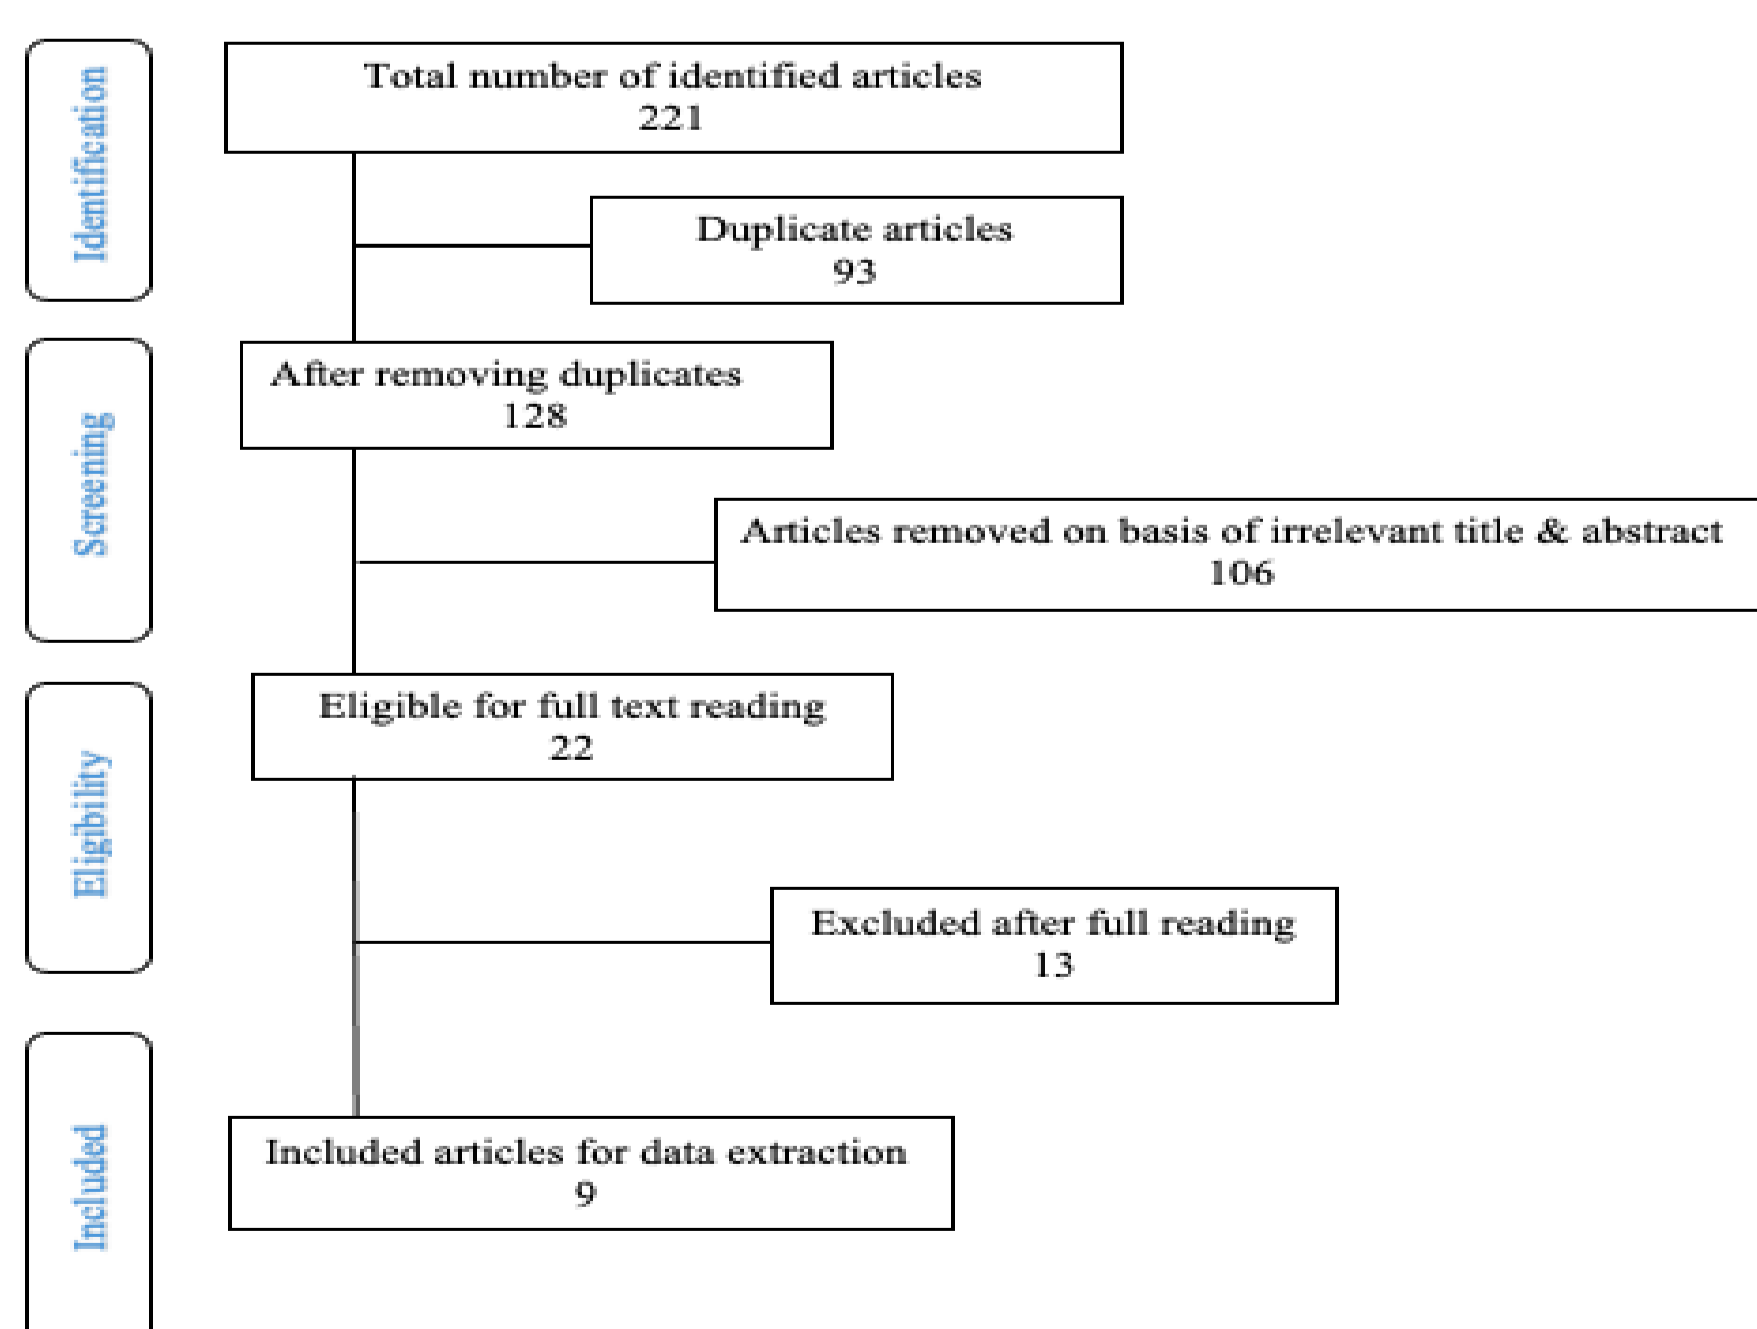 Identification
Total number of identified articles
221
Duplicate articles
93
Screening
After removing duplicates
128
Articles removed on basis of irrelevant title & abstract
106
Eligibility
Eligible for full text reading
22
Excluded after full reading
13
Included
Included articles for data extraction
9